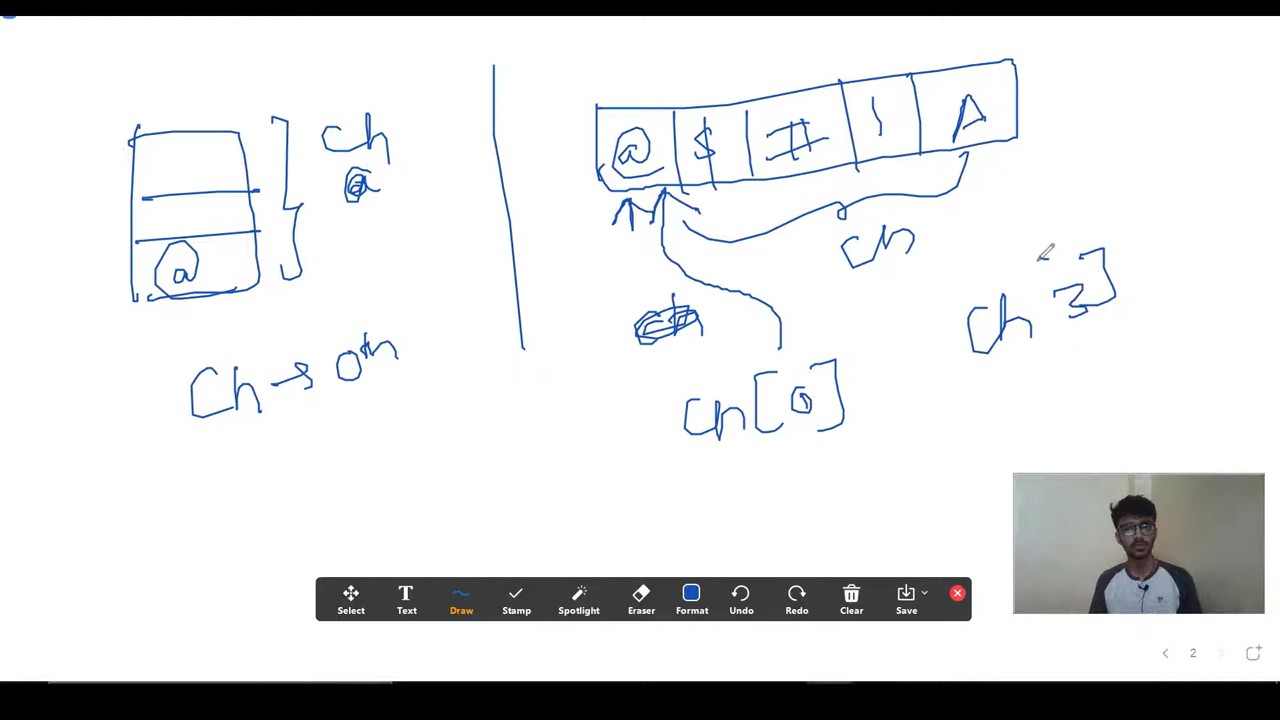 Ch
@
Ch → 0th
@ $ # ! A
Ch
Ch[0]
Ch 3]
Select Text Draw Stamp Spotlight Eraser Format Undo Redo Clear Save
2